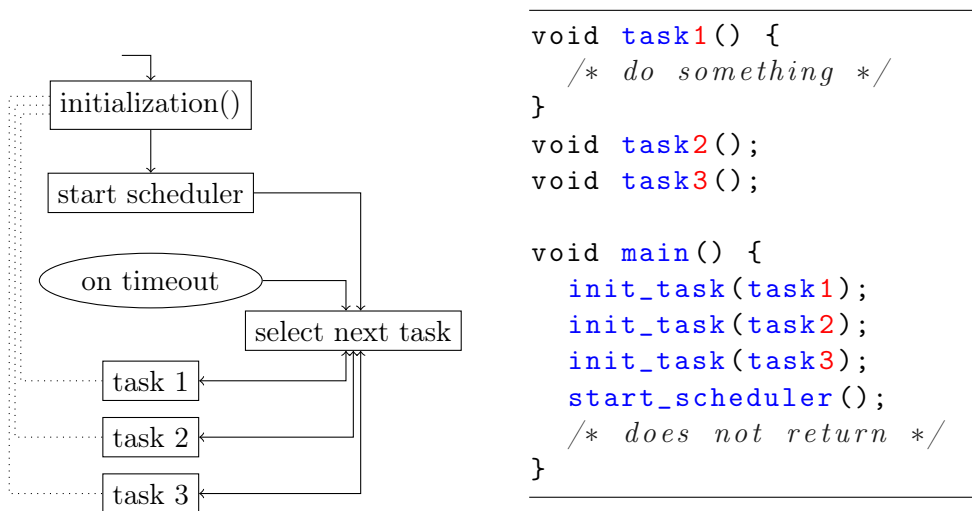 initialization()
start scheduler
on timeout
select next task
task 1
task 2
task 3
void task1() {
  /* do something */
}
void task2();
void task3();

void main() {
  init_task(task1);
  init_task(task2);
  init_task(task3);
  start_scheduler();
  /* does not return */
}